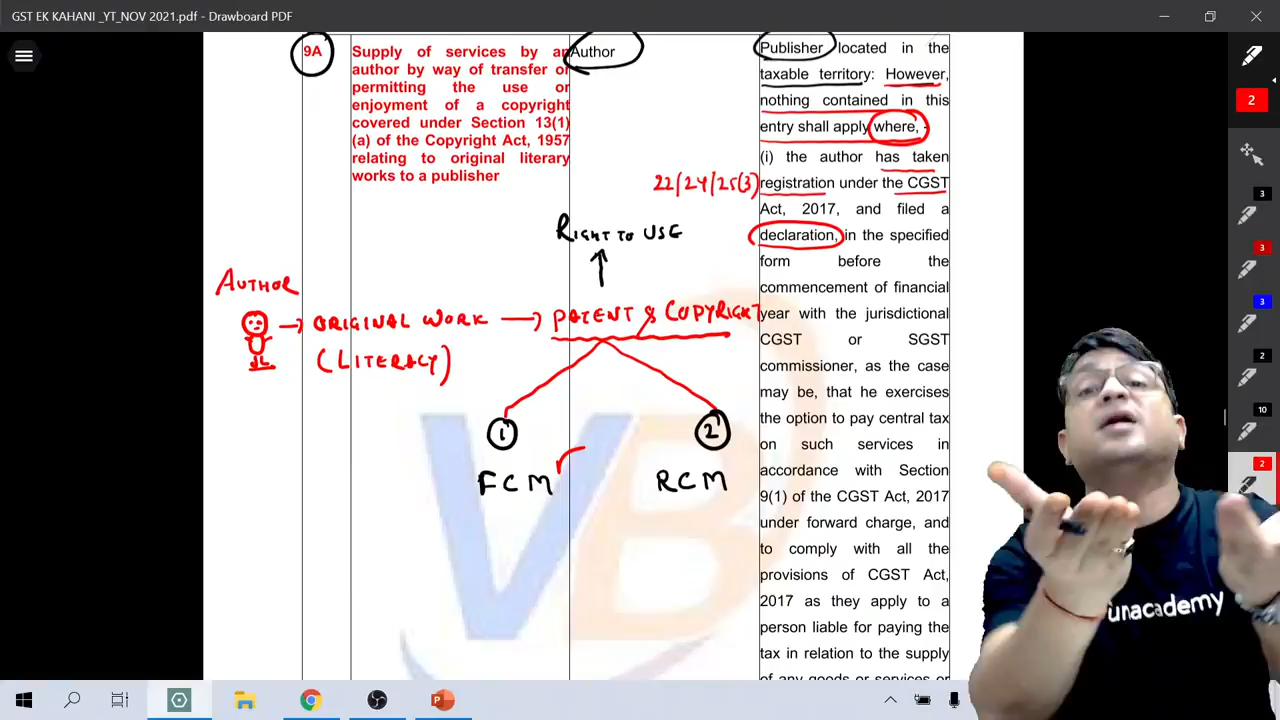 GST EK KAHANI _YT_NOV 2021.pdf - Drawboard PDF
9A
Supply of services by an
author by way of transfer or
permitting the use or
enjoyment of a copyright
covered under Section 13(1)
(a) of the Copyright Act, 1957
relating to original literary
works to a publisher
Author
Publisher located in the
taxable territory: However,
nothing contained in this
entry shall apply where, -
(i) the author has taken
registration under the CGST
Act, 2017, and filed a
declaration, in the specified
form before the
commencement of financial
year with the jurisdictional
CGST or SGST
commissioner, as the case
may be, that he exercises
the option to pay central tax
on such services in
accordance with Section
9(1) of the CGST Act, 2017
under forward charge, and
to comply with all the
provisions of CGST Act,
2017 as they apply to a
person liable for paying the
tax in relation to the supply
of any goods or services or
22/24/25(3)
RIGHT TO USE
AUTHOR
ORIGINAL WORK
PATENT & COPYRIGHT
(LITERACY)
1
2
FCM
RCM
VB
unacademy
2
3
3
3
2
10
2